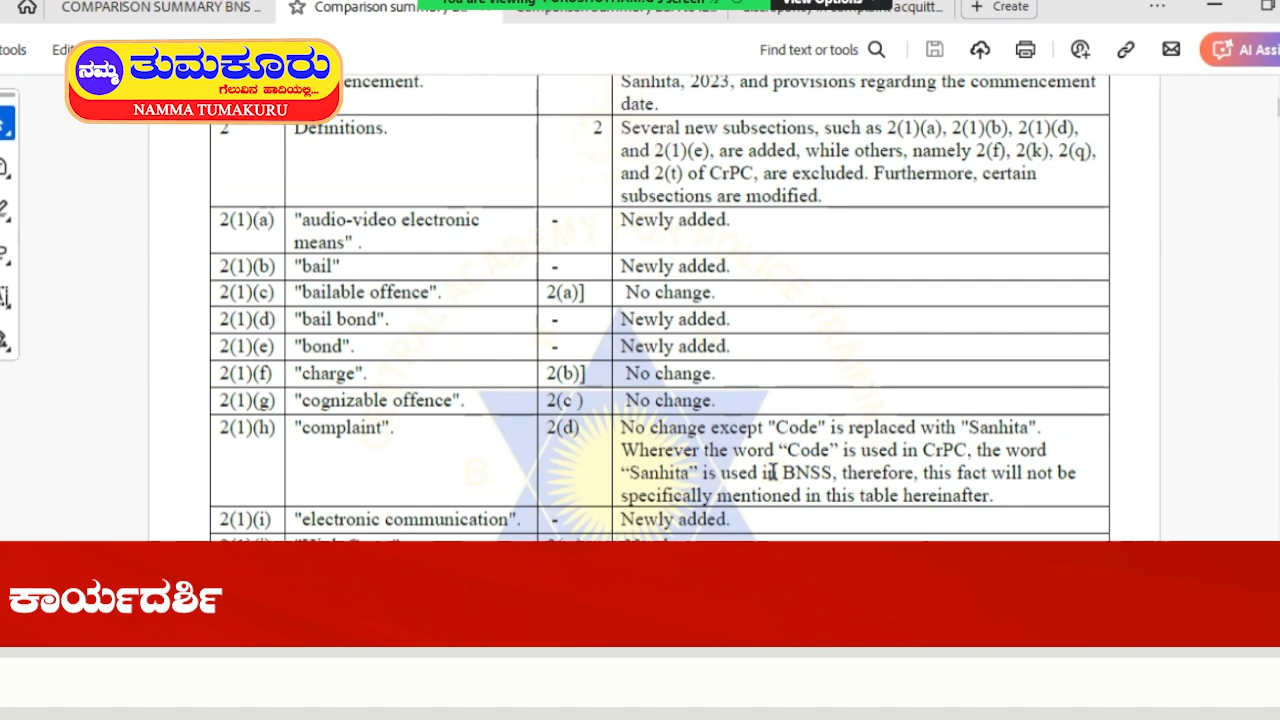 COMPARISON SUMMARY BNS ...
Comparison summary
You are viewing
screen
View Options
acquitt...
Create
tools
Find text or tools
AI Assi
ನಮ್ಮ ತುಮಕೂರು
ಗೆಲುವಿನ ಹಾದಿಯಲ್ಲಿ...
NAMMA TUMAKURU
encement.
Sanhita, 2023, and provisions regarding the commencement
date.
2 Definitions. 2 Several new subsections, such as 2(1)(a), 2(1)(b), 2(1)(d),
and 2(1)(e), are added, while others, namely 2(f), 2(k), 2(q),
and 2(t) of CrPC, are excluded. Furthermore, certain
subsections are modified.
2(1)(a) "audio-video electronic - Newly added.
means" .
2(1)(b) "bail" - Newly added.
2(1)(c) "bailable offence". 2(a)] No change.
2(1)(d) "bail bond". - Newly added.
2(1)(e) "bond". - Newly added.
2(1)(f) "charge". 2(b)] No change.
2(1)(g) "cognizable offence". 2(c ) No change.
2(1)(h) "complaint". 2(d) No change except "Code" is replaced with "Sanhita".
Wherever the word “Code” is used in CrPC, the word
“Sanhita” is used in BNSS, therefore, this fact will not be
specifically mentioned in this table hereinafter.
2(1)(i) "electronic communication". - Newly added.
ಕಾರ್ಯದರ್ಶಿ